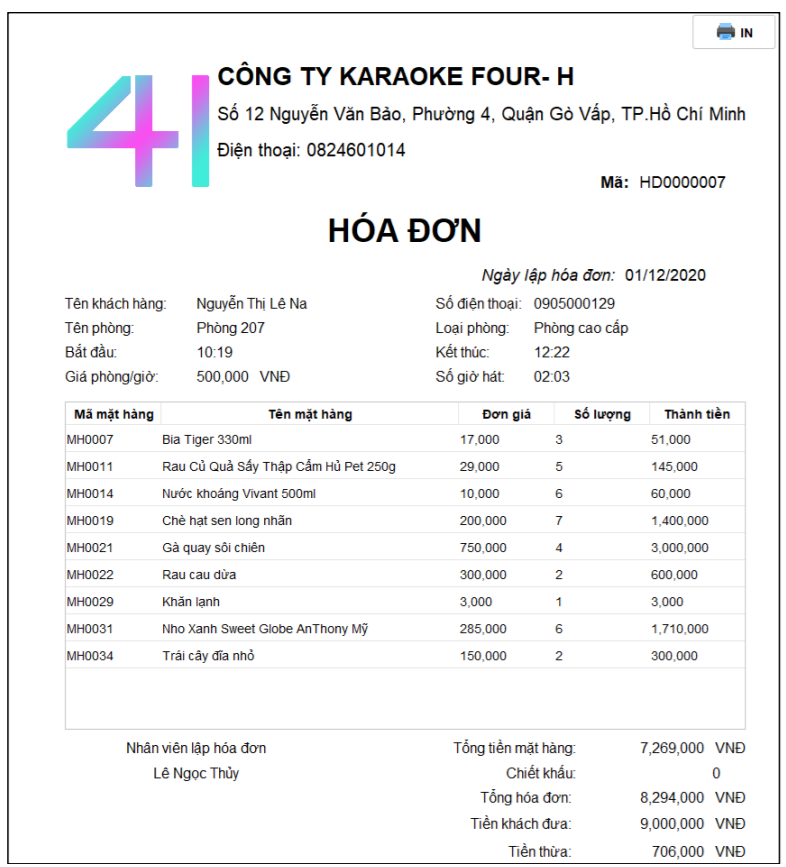 IN
4H
CÔNG TY KARAOKE FOUR- H
Số 12 Nguyễn Văn Bảo, Phường 4, Quận Gò Vấp, TP.Hồ Chí Minh
Điện thoại: 0824601014
Mã: HD0000007
HÓA ĐƠN
Ngày lập hóa đơn: 01/12/2020
Tên khách hàng: Nguyễn Thị Lê Na Số điện thoại: 0905000129
Tên phòng: Phòng 207 Loại phòng: Phòng cao cấp
Bắt đầu: 10:19 Kết thúc: 12:22
Giá phòng/giờ: 500,000 VNĐ Số giờ hát: 02:03
Mã mặt hàng Tên mặt hàng Đơn giá Số lượng Thành tiền
MH0007 Bia Tiger 330ml 17,000 3 51,000
MH0011 Rau Củ Quả Sấy Thập Cẩm Hủ Pet 250g 29,000 5 145,000
MH0014 Nước khoáng Vivant 500ml 10,000 6 60,000
MH0019 Chè hạt sen long nhãn 200,000 7 1,400,000
MH0021 Gà quay sôi chiên 750,000 4 3,000,000
MH0022 Rau cau dừa 300,000 2 600,000
MH0029 Khăn lạnh 3,000 1 3,000
MH0031 Nho Xanh Sweet Globe AnThony Mỹ 285,000 6 1,710,000
MH0034 Trái cây đĩa nhỏ 150,000 2 300,000
Nhân viên lập hóa đơn Tổng tiền mặt hàng: 7,269,000 VNĐ
Lê Ngọc Thủy Chiết khấu: 0
Tổng hóa đơn: 8,294,000 VNĐ
Tiền khách đưa: 9,000,000 VNĐ
Tiền thừa: 706,000 VNĐ